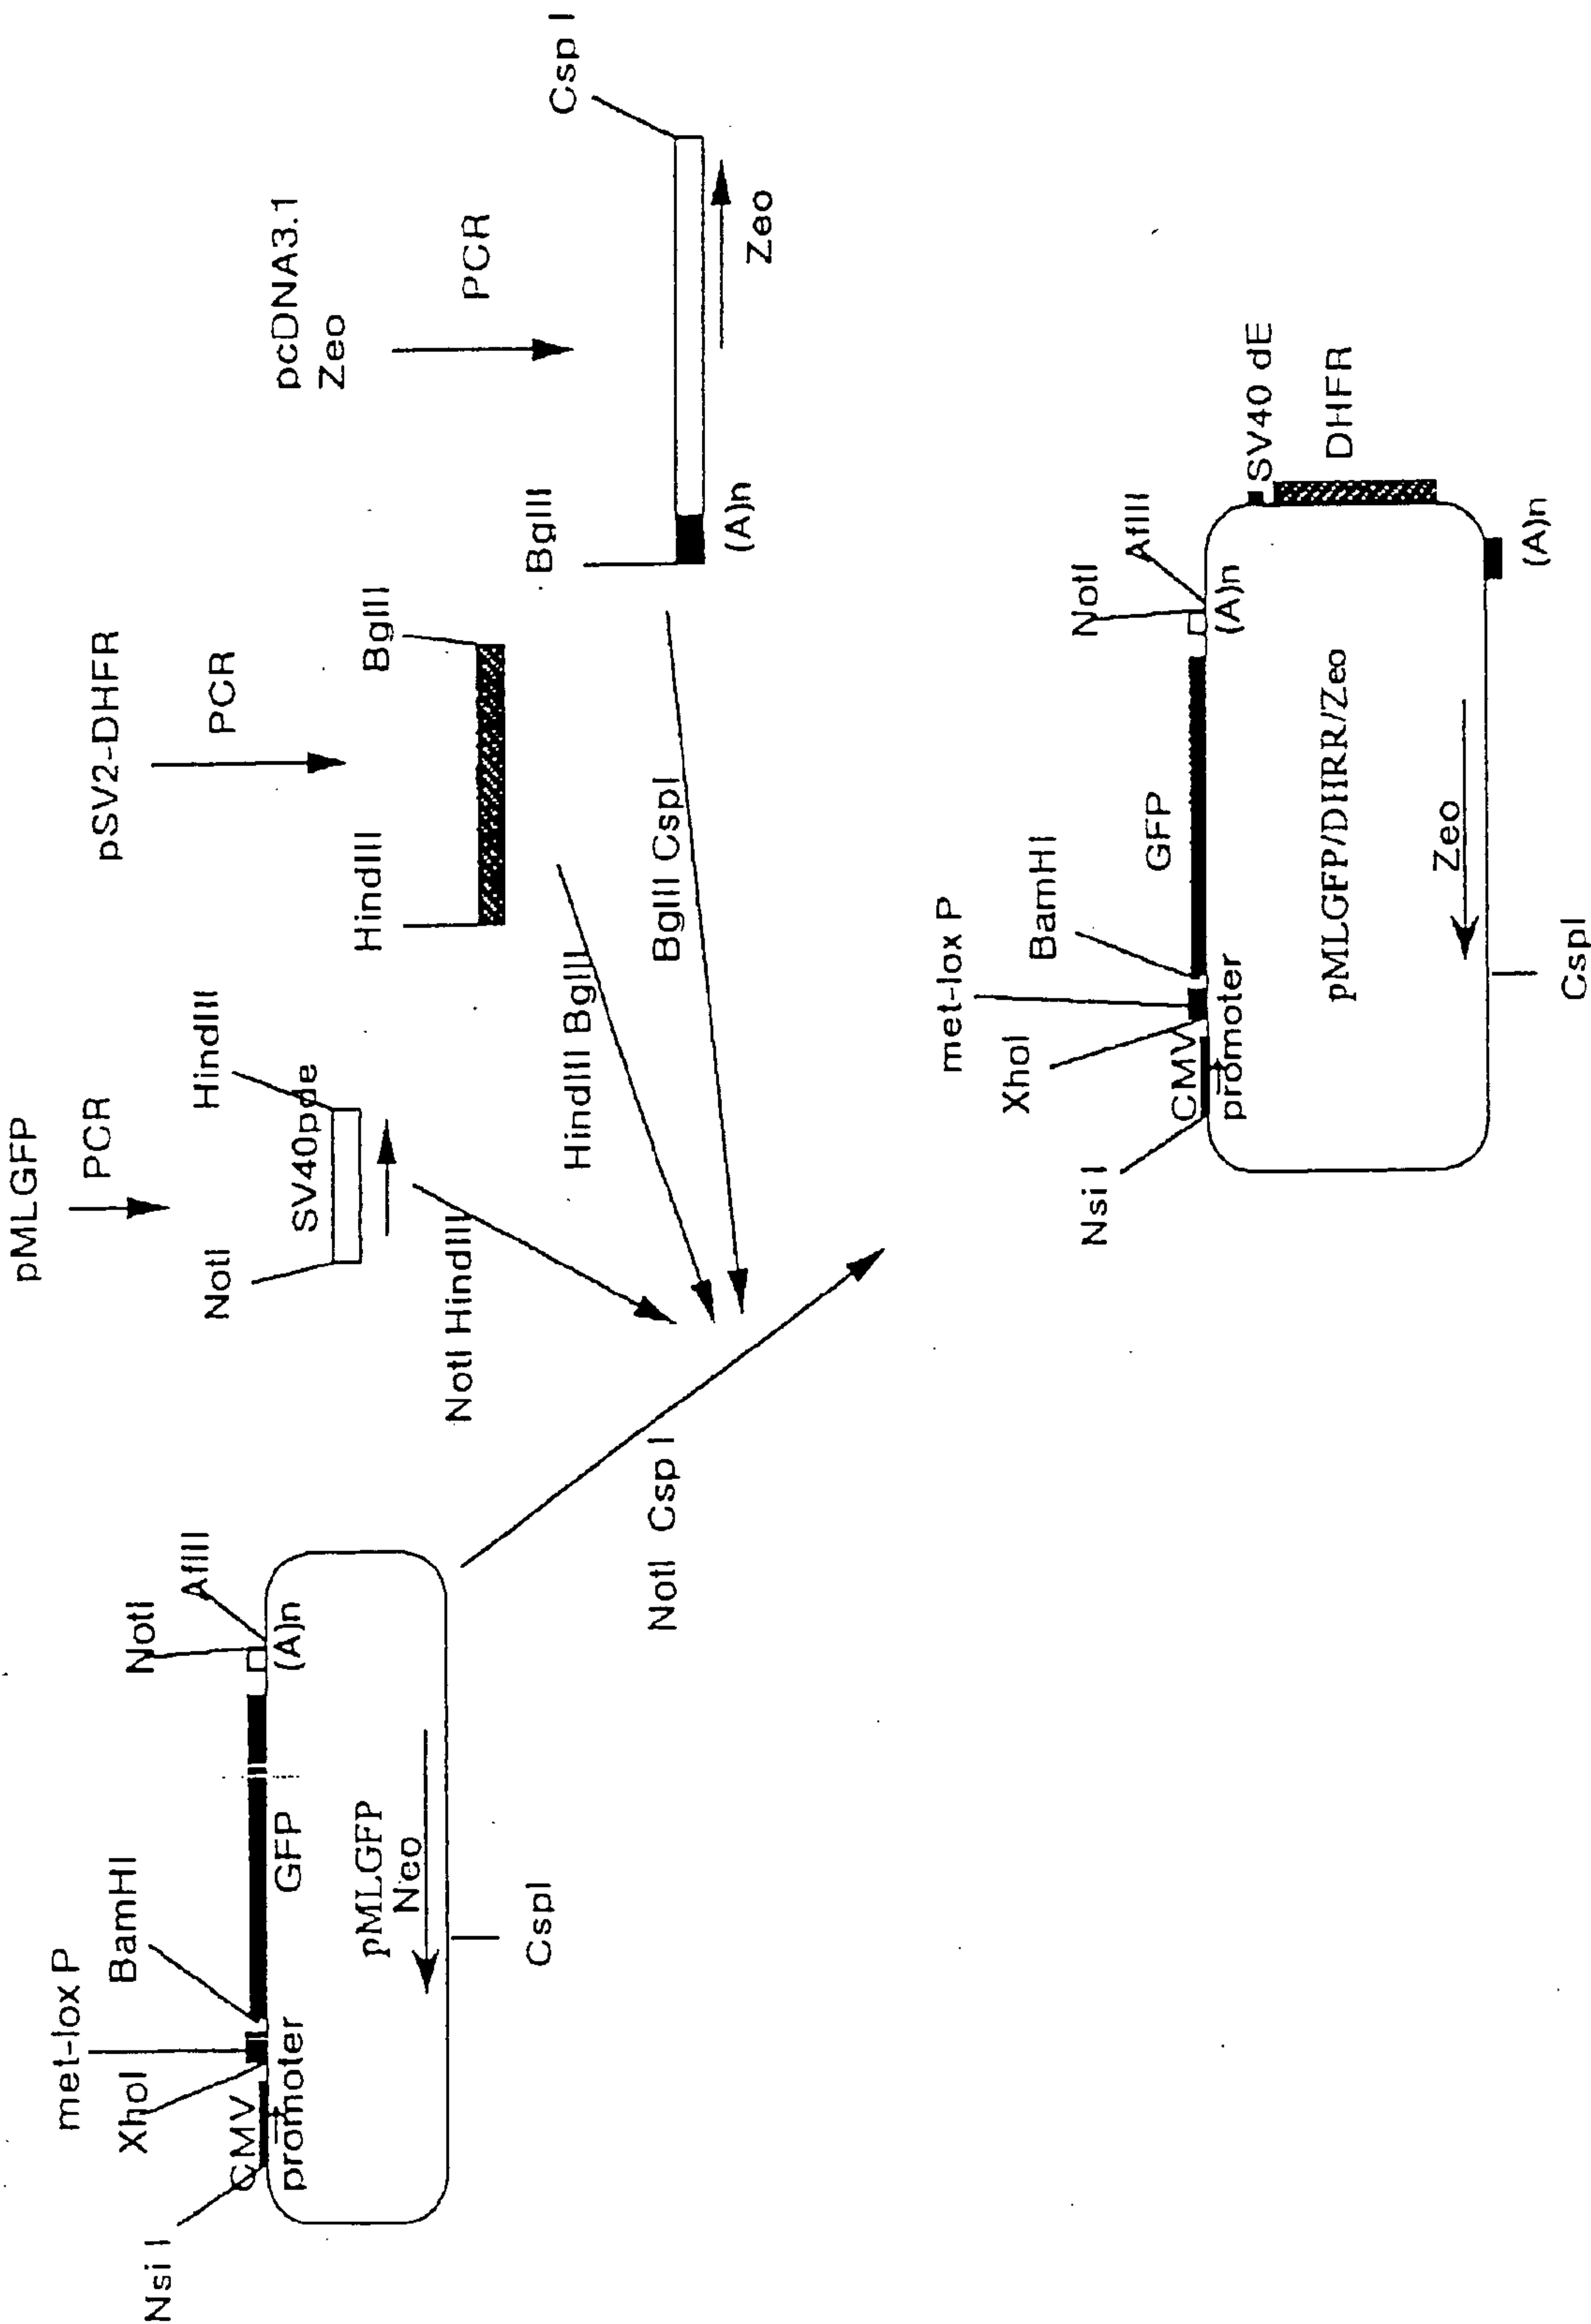 pMLGFP
PCR
NotI
HindIII
SV40pde
NotI HindIII
pSV2-DHFR
PCR
HindIII
BglII
HindIII BglII
pcDNA3.1
Zeo
PCR
BglII
Csp I
(A)n
Zeo
BglII CspI
Nsi I
CMV
promoter
XhoI
met-lox P
BamHI
GFP
NotI
AflII
(A)n
pMLGFP
Neo
CspI
NotI Csp I
Nsi I
CMV
promoter
XhoI
met-lox P
BamHI
GFP
NotI
AflII
(A)n
SV40 dE
DHFR
(A)n
pMLGFP/DHRR/Zeo
Zeo
CspI